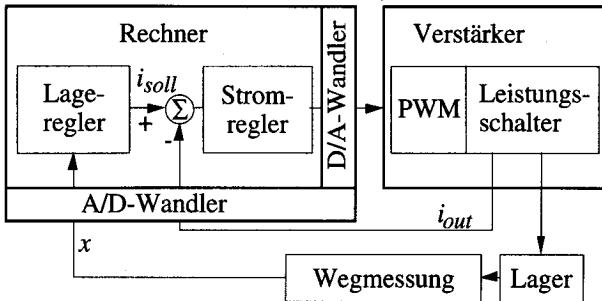 Rechner
Verstärker
Lage-
regler
i_soll
+
Σ
-
Strom-
regler
D/A-Wandler
PWM
Leistungs-
schalter
A/D-Wandler
x
i_out
Wegmessung
Lager